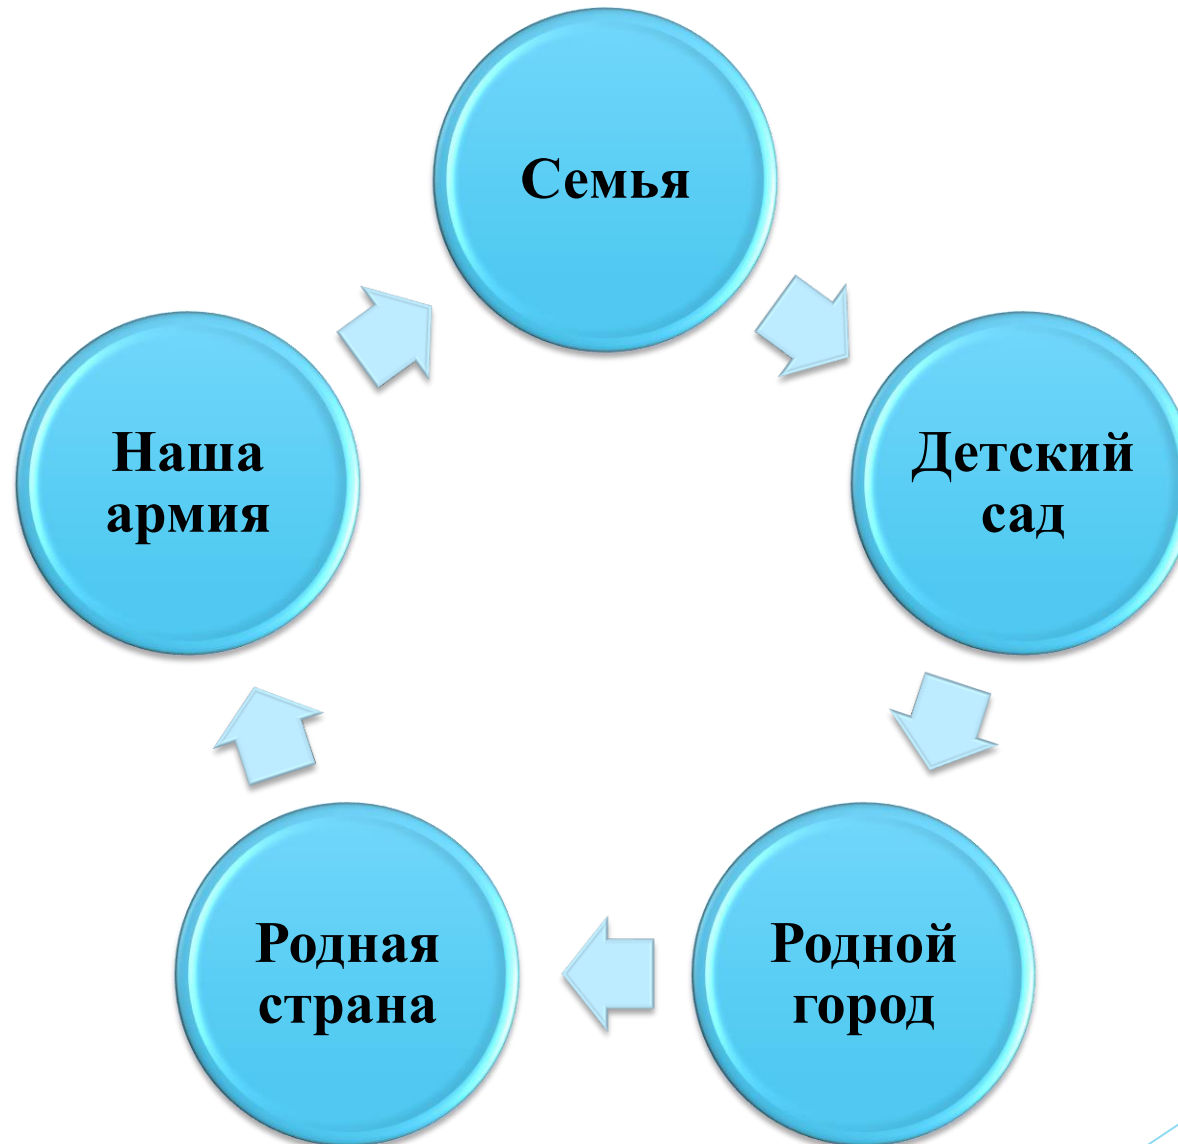 Семья
Детский
сад
Родной
город
Родная
страна
Наша
армия